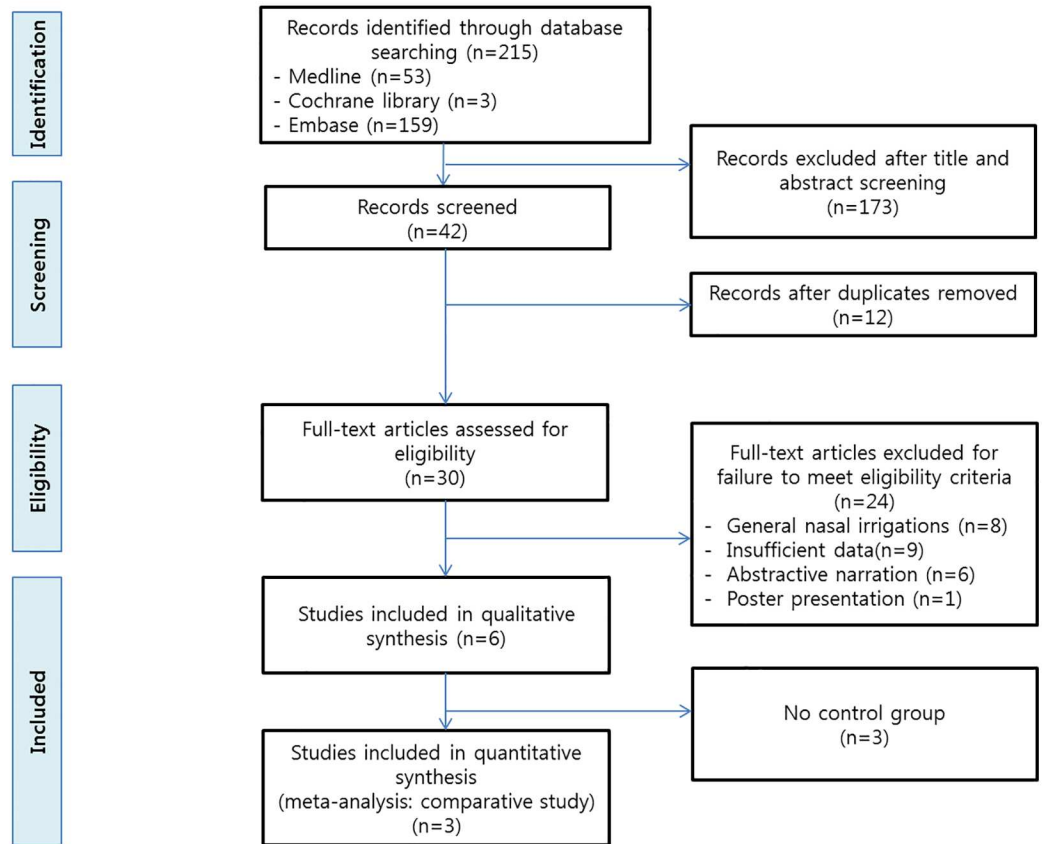 Identification
Records identified through database
searching (n=215)
- Medline (n=53)
- Cochrane library (n=3)
- Embase (n=159)
Records excluded after title and
abstract screening
(n=173)
Screening
Records screened
(n=42)
Records after duplicates removed
(n=12)
Eligibility
Full-text articles assessed for
eligibility
(n=30)
Full-text articles excluded for
failure to meet eligibility criteria
(n=24)
- General nasal irrigations (n=8)
- Insufficient data(n=9)
- Abstractive narration (n=6)
- Poster presentation (n=1)
Included
Studies included in qualitative
synthesis (n=6)
No control group
(n=3)
Studies included in quantitative
synthesis
(meta-analysis: comparative study)
(n=3)